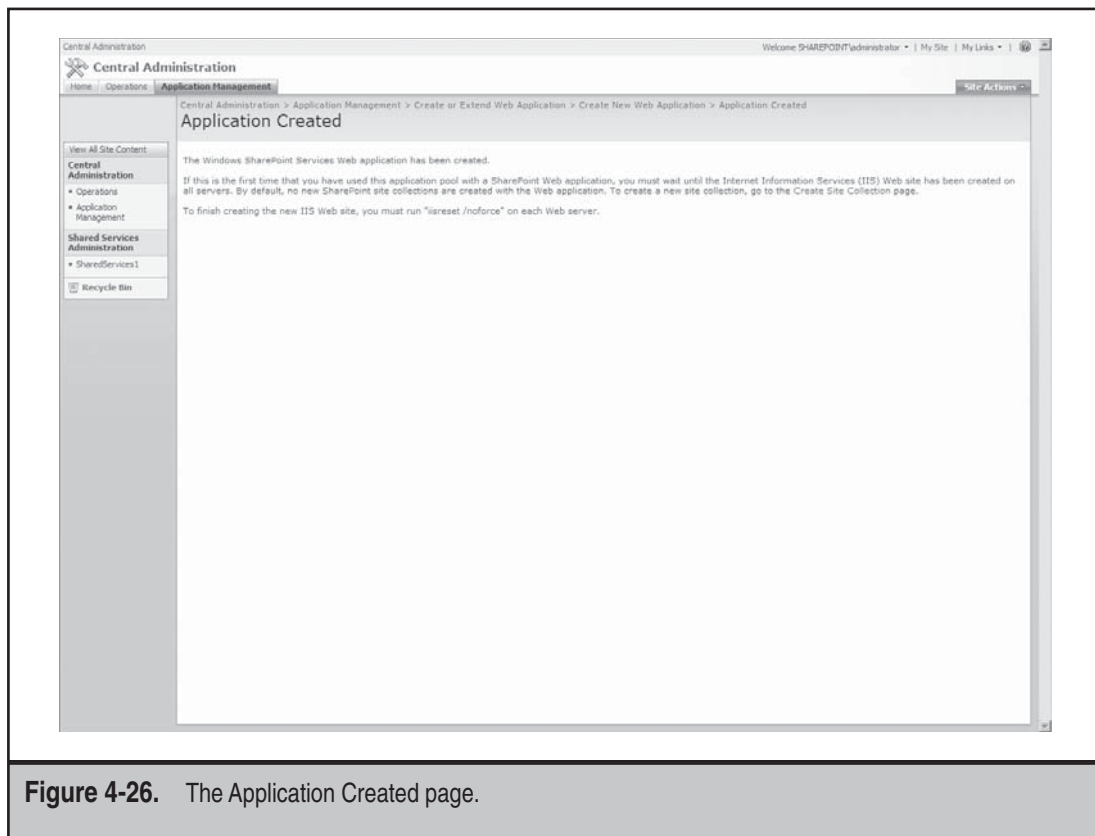 Central Administration
Welcome SHAREPOINT\administrator | My Site | My Links |
Central Administration
Home Operations Application Management
Site Actions
Central Administration > Application Management > Create or Extend Web Application > Create New Web Application > Application Created
Application Created
View All Site Content
Central
Administration
Operations
Application
Management
Shared Services
Administration
SharedServices1
Recycle Bin
The Windows SharePoint Services Web application has been created.
If this is the first time that you have used this application pool with a SharePoint Web application, you must wait until the Internet Information Services (IIS) Web site has been created on
all servers. By default, no new SharePoint site collections are created with the Web application. To create a new site collection, go to the Create Site Collection page.
To finish creating the new IIS Web site, you must run "iisreset /noforce" on each Web server.
Figure 4-26. The Application Created page.